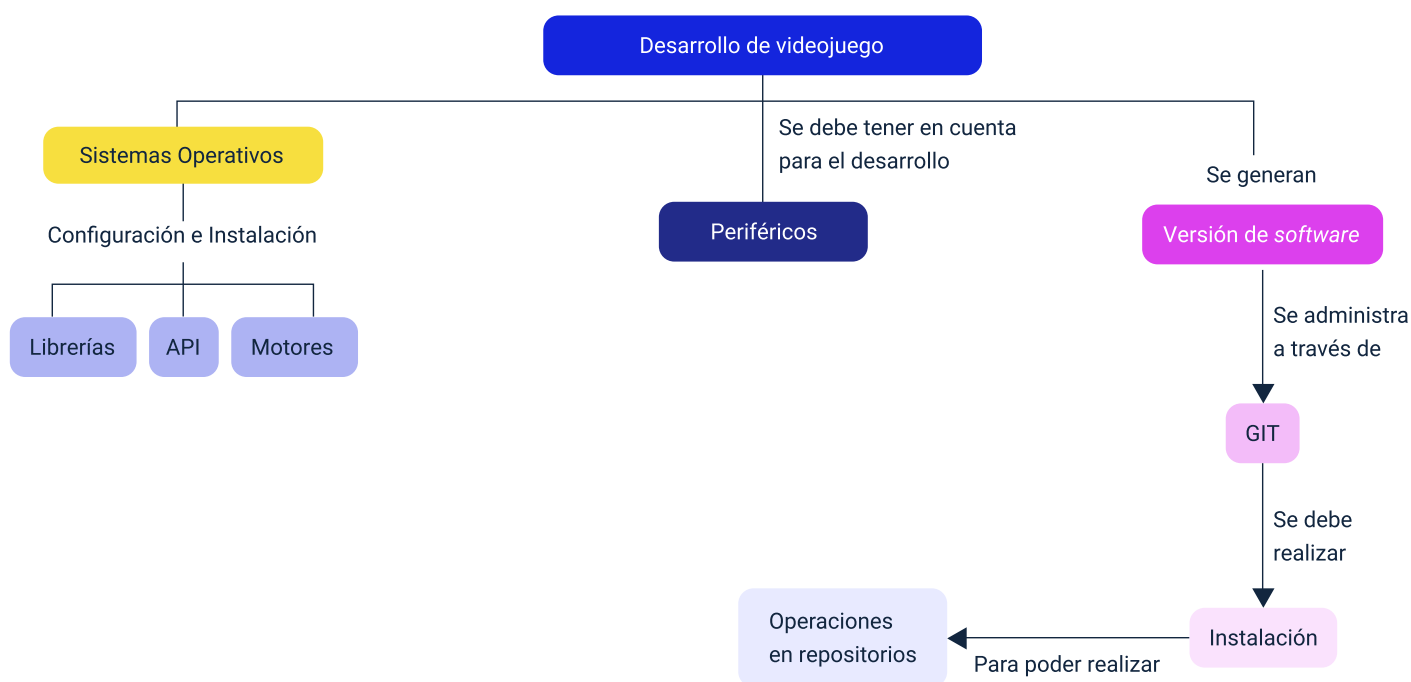 Desarrollo de videojuego
Se debe tener en cuenta
para el desarrollo
Sistemas Operativos
Se generan
Configuración e Instalación
Periféricos
Versión de software
Librerías
API
Motores
Se administra
a través de
GIT
Se debe
realizar
Operaciones
en repositorios
Instalación
Para poder realizar